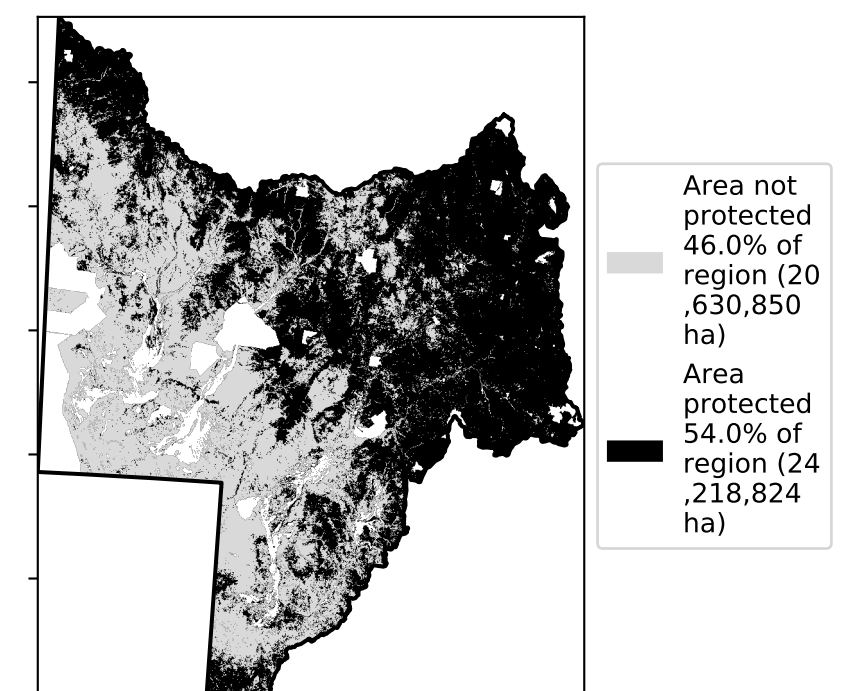 Area not
protected
46.0% of
region (20
,630,850
ha)
Area
protected
54.0% of
region (24
,218,824
ha)